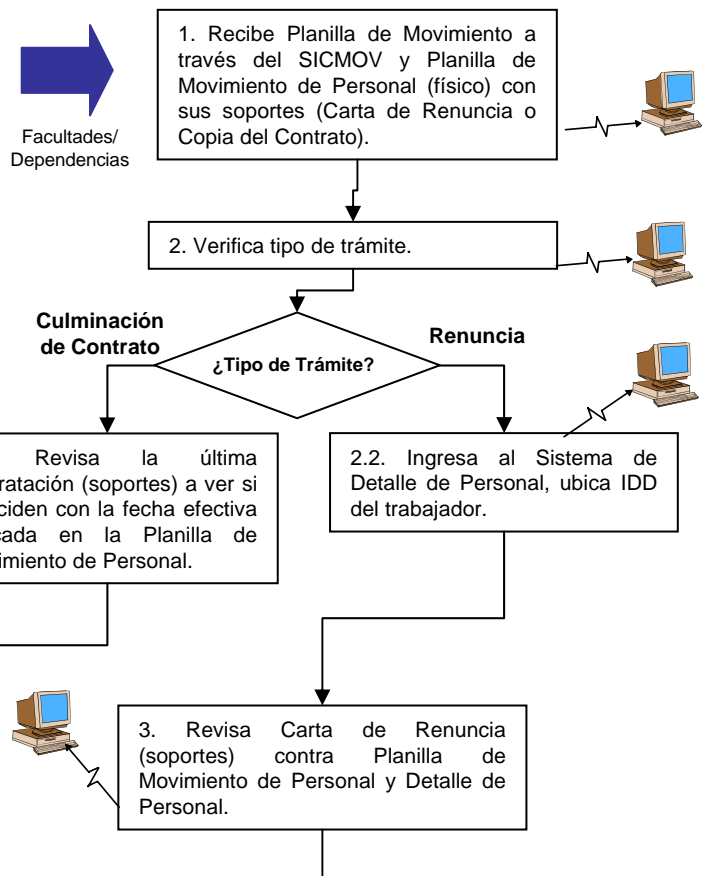 1. Recibe Planilla de Movimiento a
través del SICMOV y Planilla de
Movimiento de Personal (físico) con
sus soportes (Carta de Renuncia o
Copia del Contrato).
Facultades/
Dependencias
2. Verifica tipo de trámite.
Culminación
de Contrato
¿Tipo de Trámite?
Renuncia
Revisa la última
ratación (soportes) a ver si
ciden con la fecha efectiva
cada en la Planilla de
imiento de Personal.
2.2. Ingresa al Sistema de
Detalle de Personal, ubica IDD
del trabajador.
3. Revisa Carta de Renuncia
(soportes) contra Planilla de
Movimiento de Personal y Detalle de
Personal.